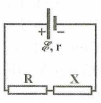 + −
ℰ, r
R X